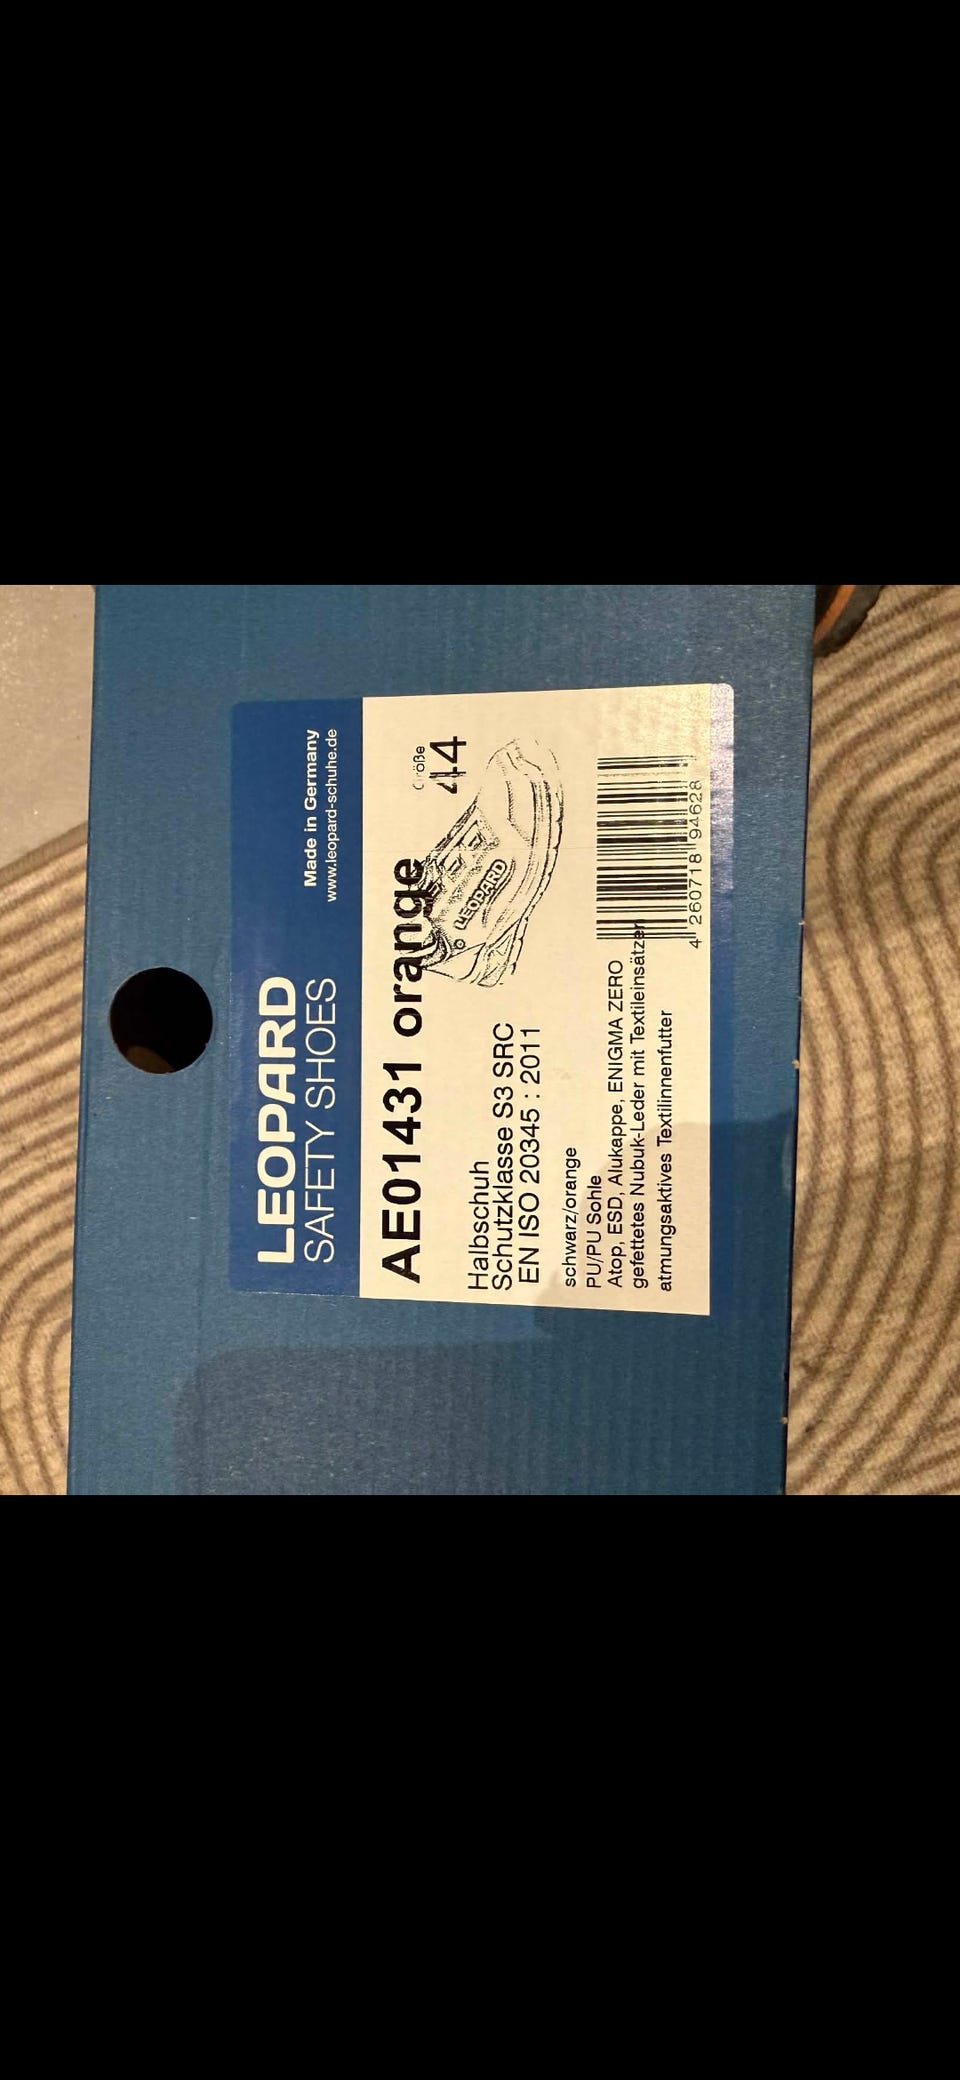 LEOPARD
SAFETY SHOES
Made in Germany
www.leopard-schuhe.de
AE01431 orange
Größe
44
Halbschuh
Schutzklasse S3 SRC
EN ISO 20345 : 2011
LEOPARD
schwarz/orange
PU/PU Sohle
Atop, ESD, Alukappe, ENIGMA ZERO
gefettetes Nubuk-Leder mit Textileinsätzen
atmungsaktives Textilinnenfutter
4 260718 94628